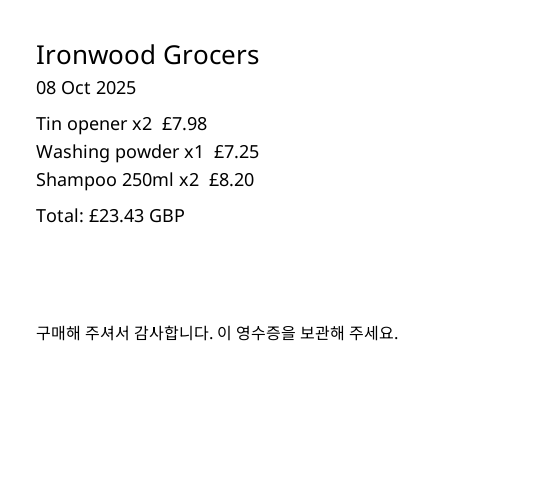 Ironwood Grocers
08 Oct 2025
Tin opener x2  £7.98
Washing powder x1  £7.25
Shampoo 250ml x2  £8.20
Total: £23.43 GBP
구매해 주셔서 감사합니다. 이 영수증을 보관해 주세요.